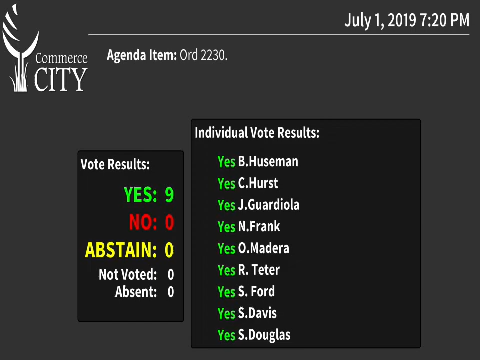 July 1, 2019 7:20 PM
Commerce
CITY
Agenda Item: Ord 2230.
Vote Results:
YES: 9
NO: 0
ABSTAIN: 0
Not Voted: 0
Absent: 0
Individual Vote Results:
Yes B.Huseman
Yes C.Hurst
Yes J.Guardiola
Yes N.Frank
Yes O.Madera
Yes R. Teter
Yes S. Ford
Yes S.Davis
Yes S.Douglas